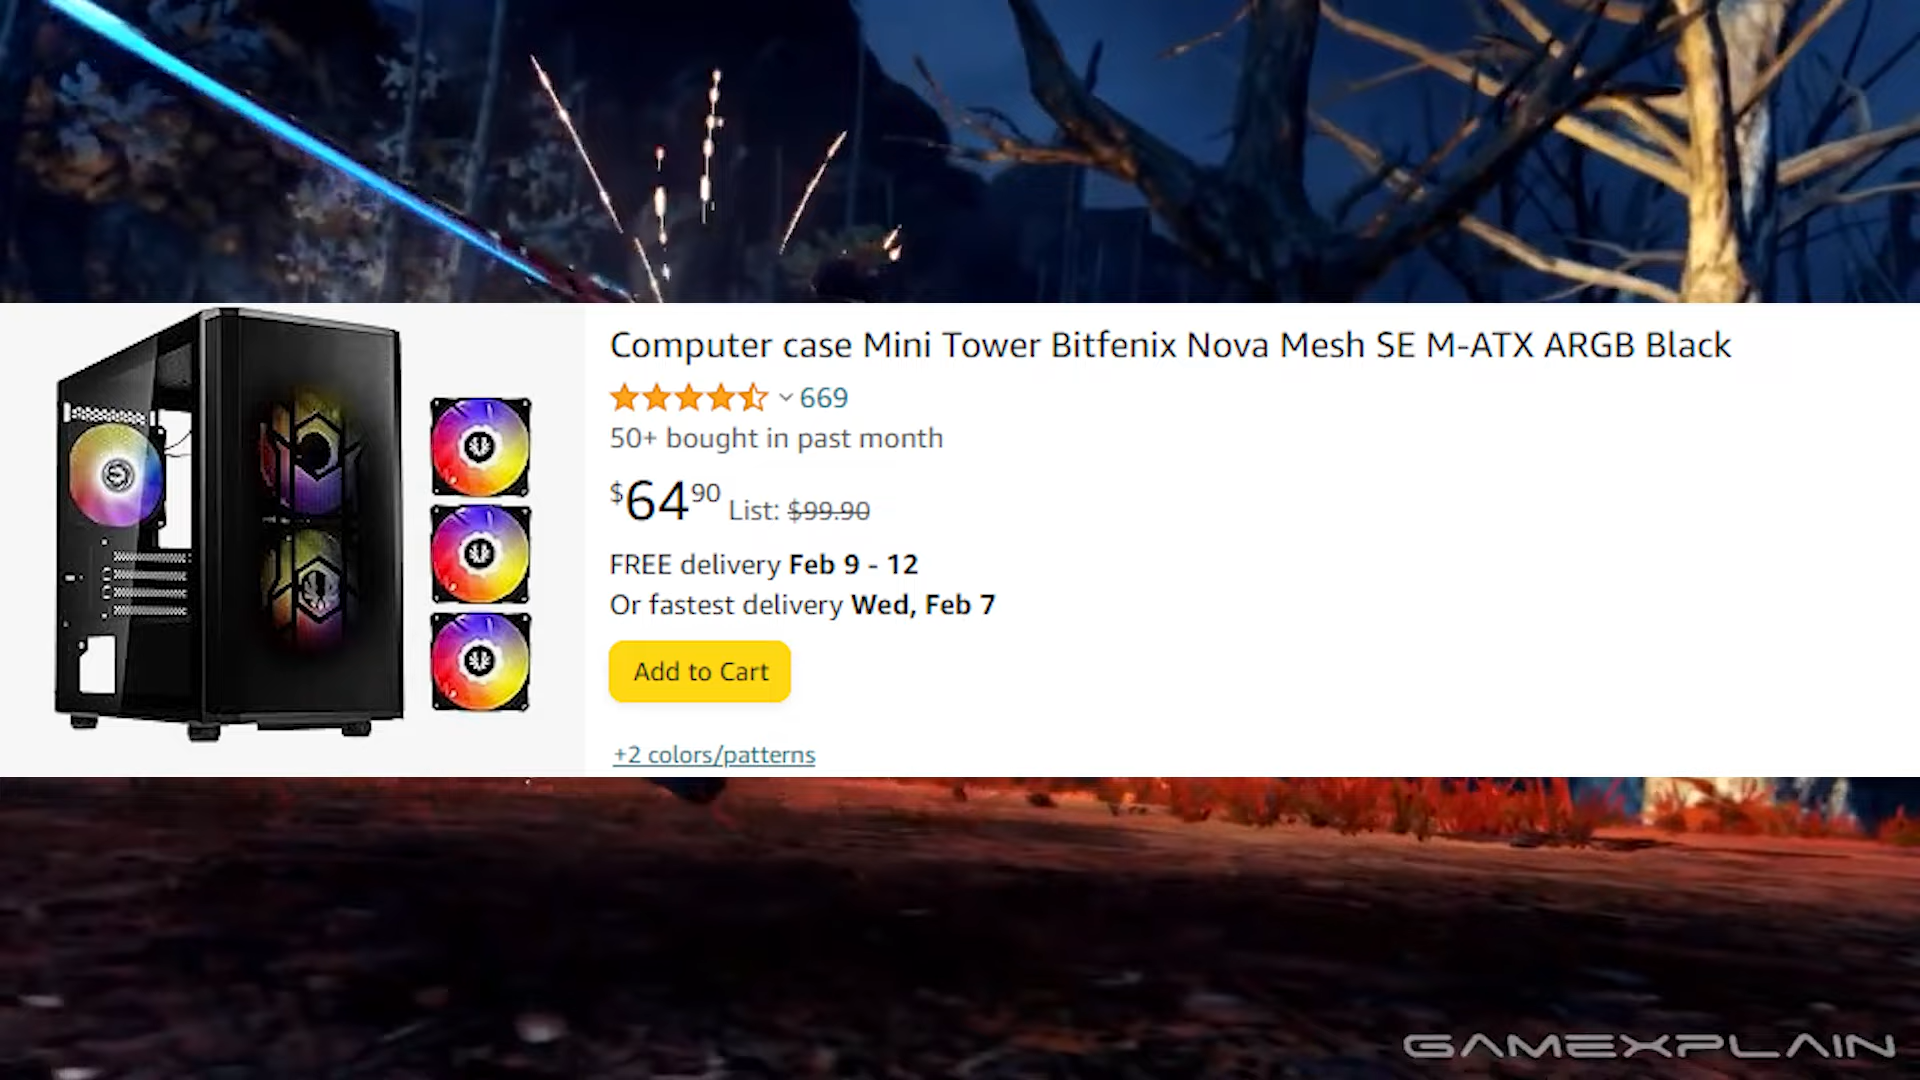 Computer case Mini Tower Bitfenix Nova Mesh SE M-ATX ARGB Black
669
50+ bought in past month
$64.90 List: $99.90
FREE delivery Feb 9 - 12
Or fastest delivery Wed, Feb 7
Add to Cart
+2 colors/patterns
GAMEXPLAIN